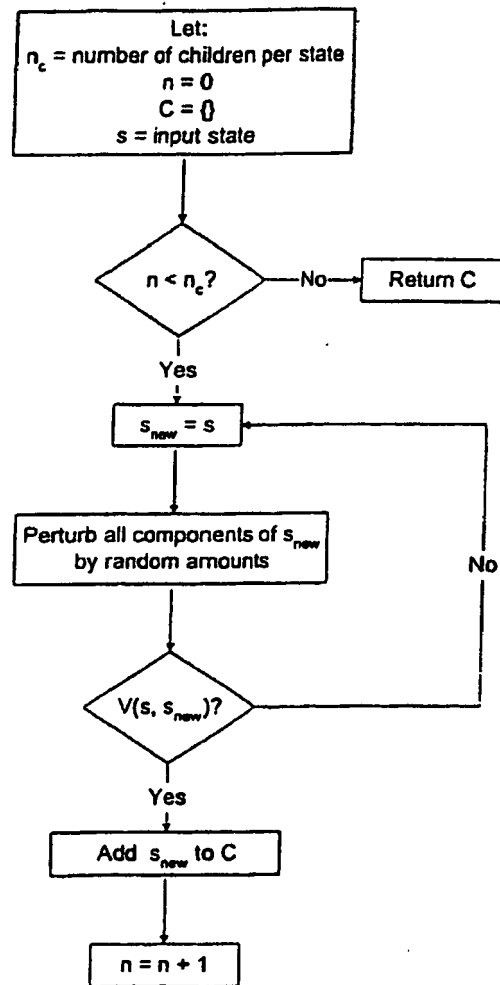 Let:
n_c = number of children per state
n = 0
C = {}
s = input state
n < n_c?
No
Return C
Yes
s_new = s
Perturb all components of s_new
by random amounts
No
V(s, s_new)?
Yes
Add s_new to C
n = n + 1